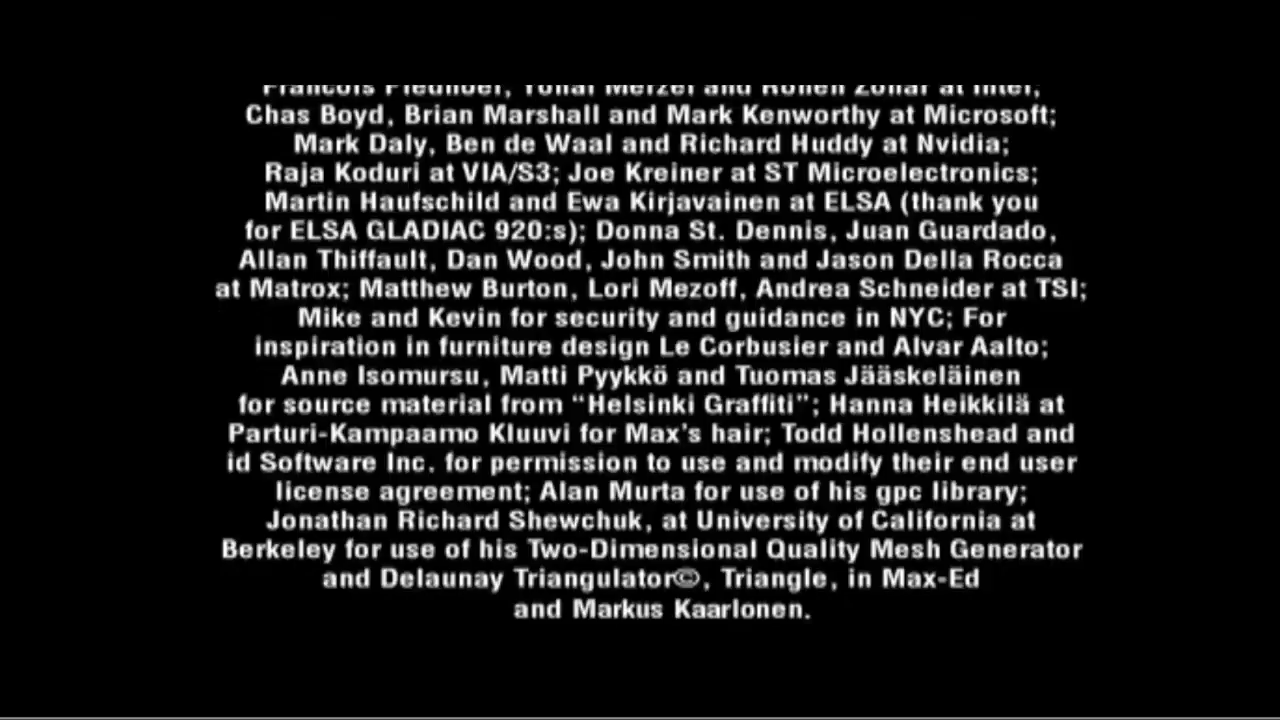 Francois Piednoel, and Ronen Zohar at Intel,
Chas Boyd, Brian Marshall and Mark Kenworthy at Microsoft;
Mark Daly, Ben de Waal and Richard Huddy at Nvidia;
Raja Koduri at VIA/S3; Joe Kreiner at ST Microelectronics;
Martin Haufschild and Ewa Kirjavainen at ELSA (thank you
for ELSA GLADIAC 920:s); Donna St. Dennis, Juan Guardado,
Allan Thiffault, Dan Wood, John Smith and Jason Della Rocca
at Matrox; Matthew Burton, Lori Mezoff, Andrea Schneider at TSI;
Mike and Kevin for security and guidance in NYC; For
inspiration in furniture design Le Corbusier and Alvar Aalto;
Anne Isomursu, Matti Pyykkö and Tuomas Jääskeläinen
for source material from “Helsinki Graffiti”; Hanna Heikkilä at
Parturi-Kampaamo Kluuvi for Max's hair; Todd Hollenshead and
id Software Inc. for permission to use and modify their end user
license agreement; Alan Murta for use of his gpc library;
Jonathan Richard Shewchuk, at University of California at
Berkeley for use of his Two-Dimensional Quality Mesh Generator
and Delaunay Triangulator©, Triangle, in Max-Ed
and Markus Kaarlonen.